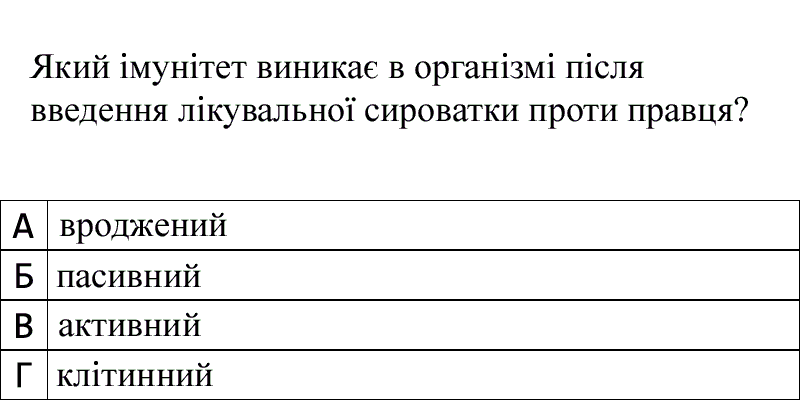 Який імунітет виникає в організмі після
введення лікувальної сироватки проти правця?
А вроджений
Б пасивний
В активний
Г клітинний